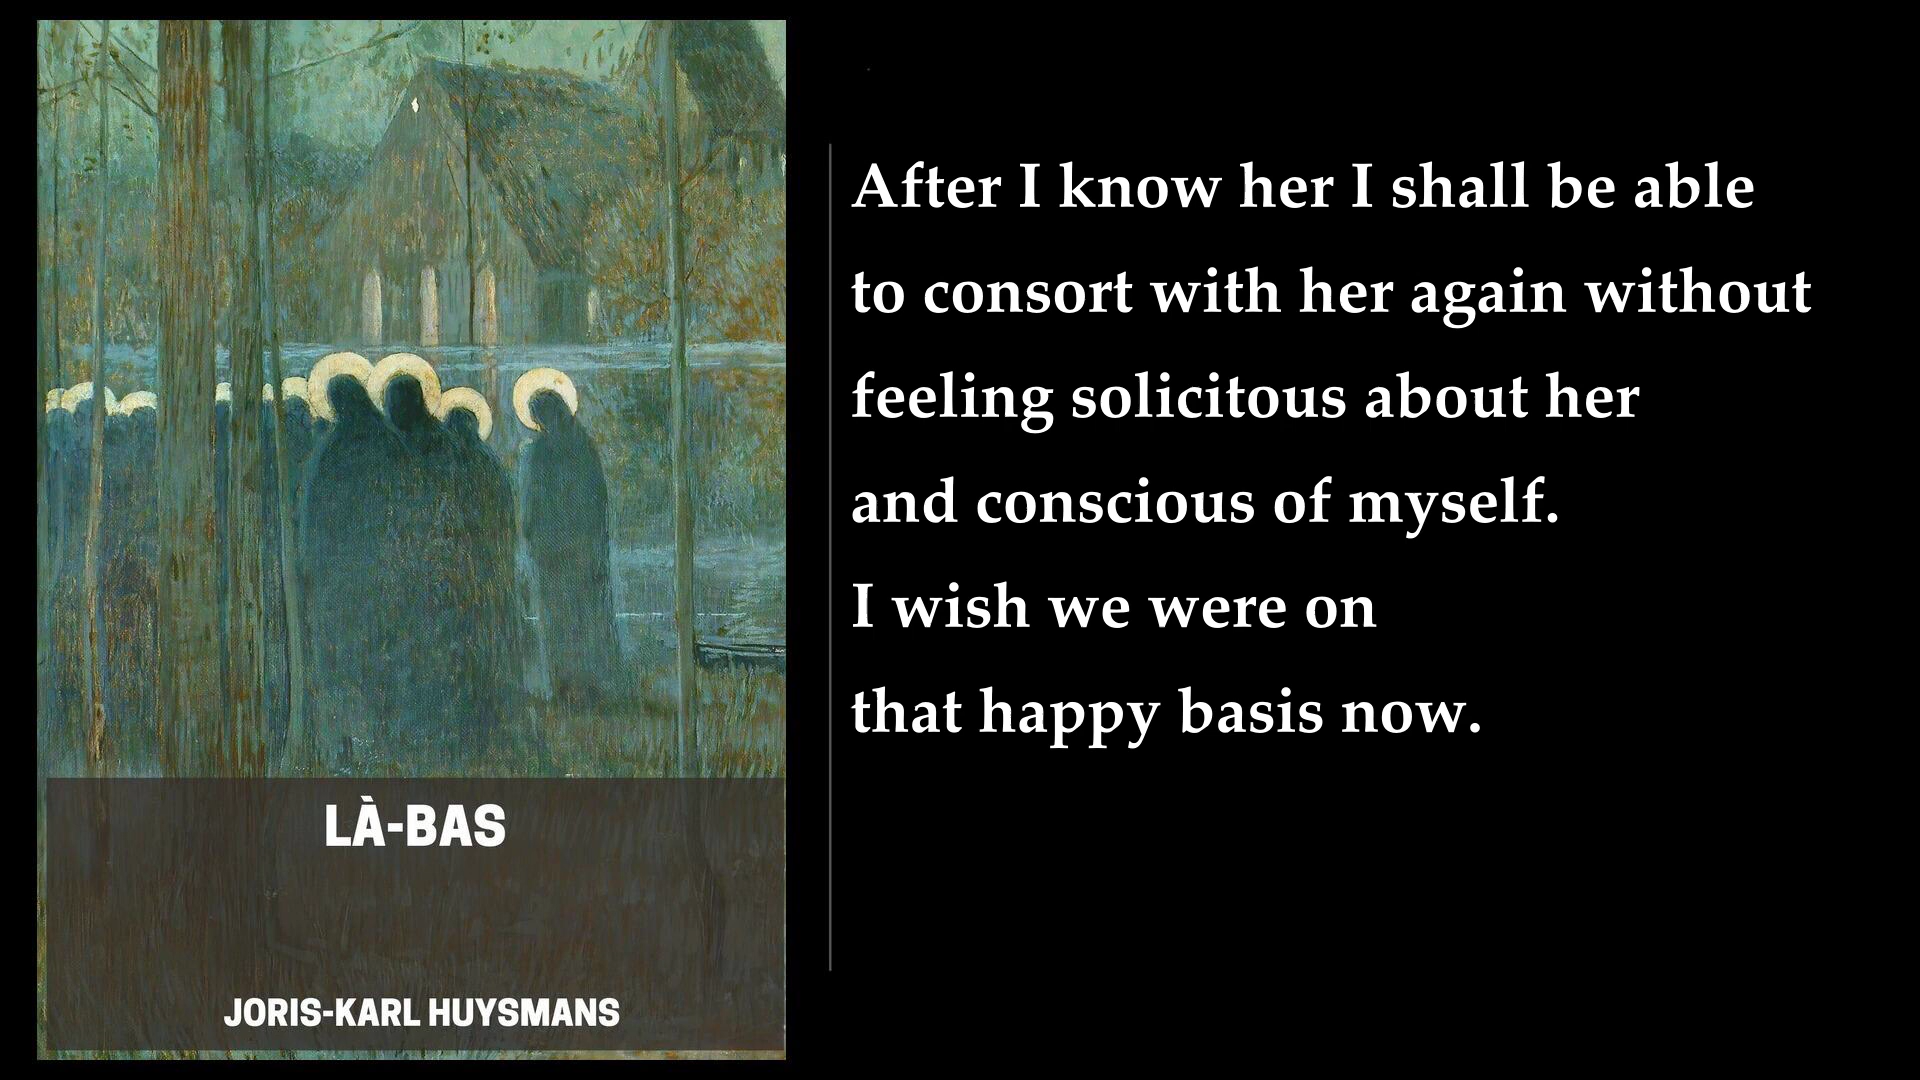 LÀ-BAS
JORIS-KARL HUYSMANS
After I know her I shall be able
to consort with her again without
feeling solicitous about her
and conscious of myself.
I wish we were on
that happy basis now.